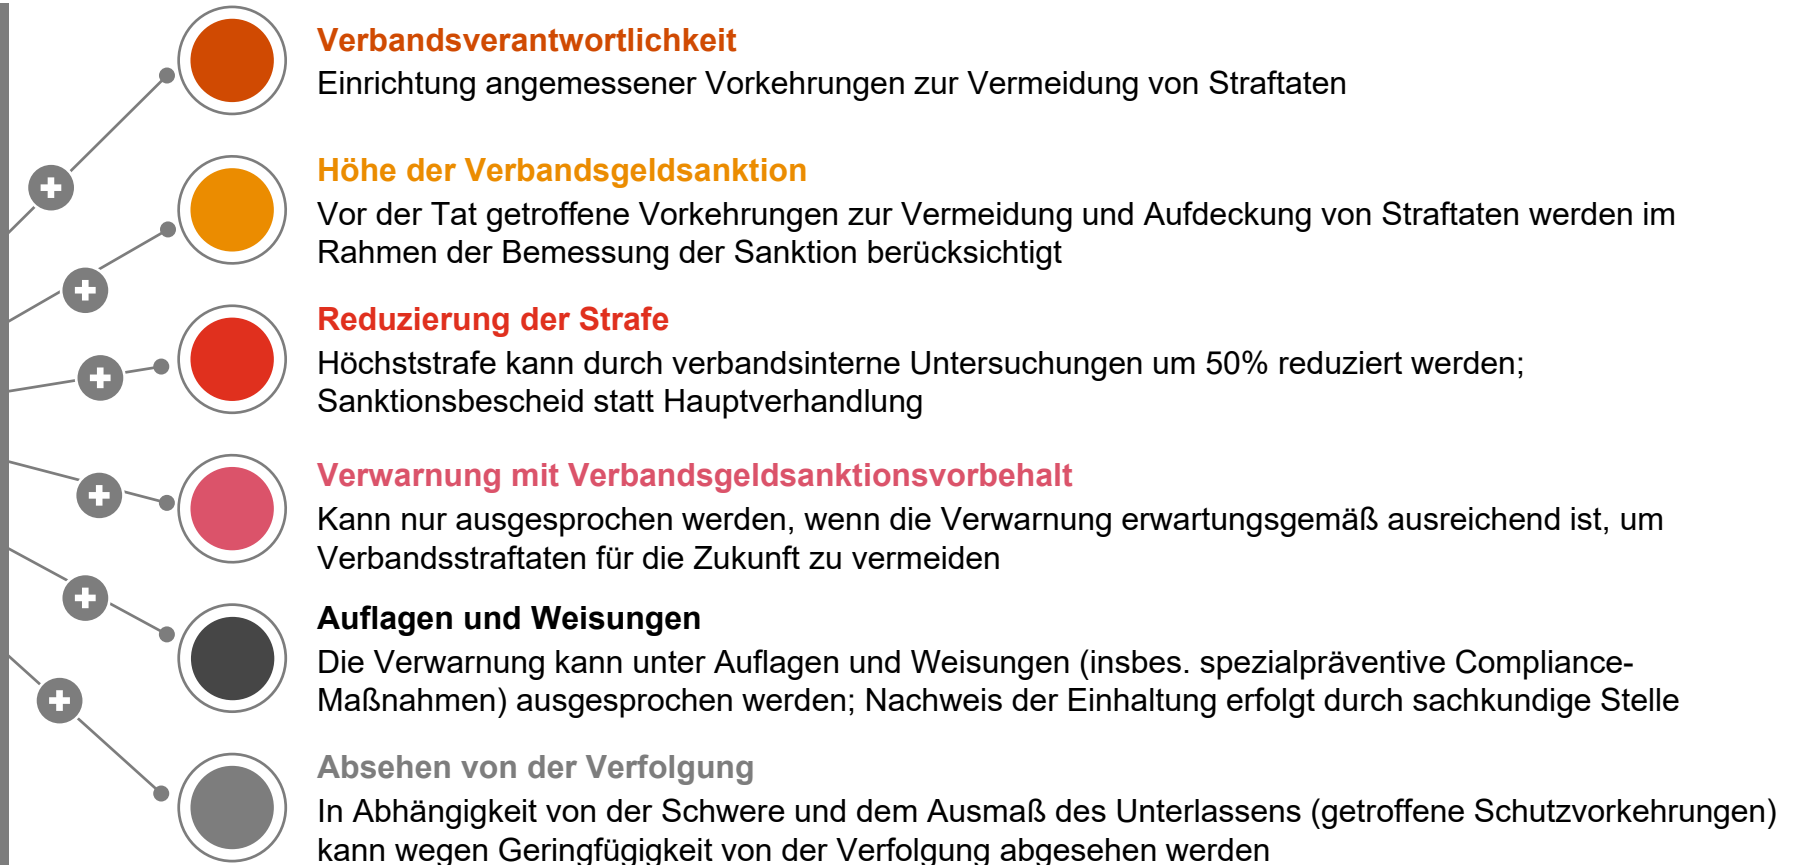 Verbandsverantwortlichkeit
Einrichtung angemessener Vorkehrungen zur Vermeidung von Straftaten
Höhe der Verbandsgeldsanktion
Vor der Tat getroffene Vorkehrungen zur Vermeidung und Aufdeckung von Straftaten werden im
Rahmen der Bemessung der Sanktion berücksichtigt
Reduzierung der Strafe
Höchststrafe kann durch verbandsinterne Untersuchungen um 50% reduziert werden;
Sanktionsbescheid statt Hauptverhandlung
Verwarnung mit Verbandsgeldsanktionsvorbehalt
Kann nur ausgesprochen werden, wenn die Verwarnung erwartungsgemäß ausreichend ist, um
Verbandsstraftaten für die Zukunft zu vermeiden
Auflagen und Weisungen
Die Verwarnung kann unter Auflagen und Weisungen (insbes. spezialpräventive Compliance-
Maßnahmen) ausgesprochen werden; Nachweis der Einhaltung erfolgt durch sachkundige Stelle
Absehen von der Verfolgung
In Abhängigkeit von der Schwere und dem Ausmaß des Unterlassens (getroffene Schutzvorkehrungen)
kann wegen Geringfügigkeit von der Verfolgung abgesehen werden